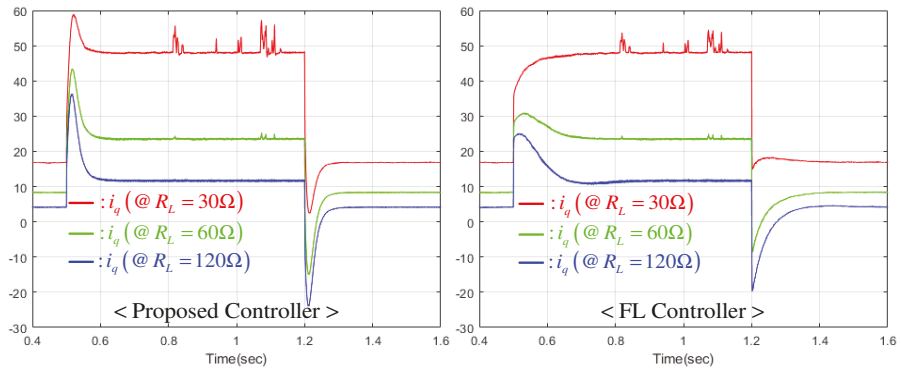 60
50
40
30
20
10
0
-10
-20
-30
: i_q (@ R_L = 30Ω)
: i_q (@ R_L = 60Ω)
: i_q (@ R_L = 120Ω)
< Proposed Controller >
0.4 0.6 0.8 1 1.2 1.4 1.6
Time(sec)
60
50
40
30
20
10
0
-10
-20
-30
: i_q (@ R_L = 30Ω)
: i_q (@ R_L = 60Ω)
: i_q (@ R_L = 120Ω)
< FL Controller >
0.4 0.6 0.8 1 1.2 1.4 1.6
Time(sec)